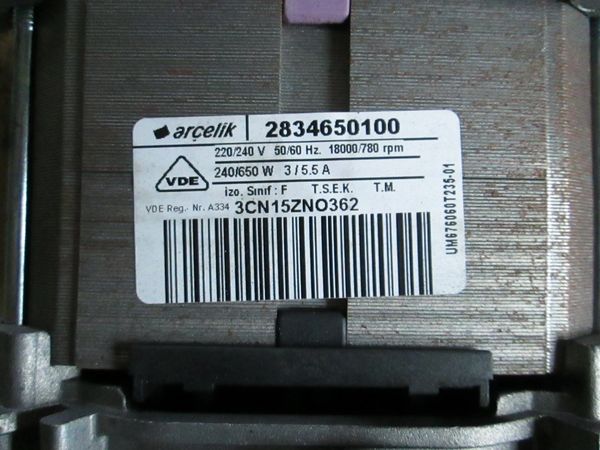 arçelik 2834650100
220/240 V 50/60 Hz. 18000/780 rpm
VDE 240/650 W 3 / 5.5 A
izo. Sınıf : F T.S.E.K. T.M.
VDE Reg.- Nr. A334 3CN15ZNO362
UM676060T235-01